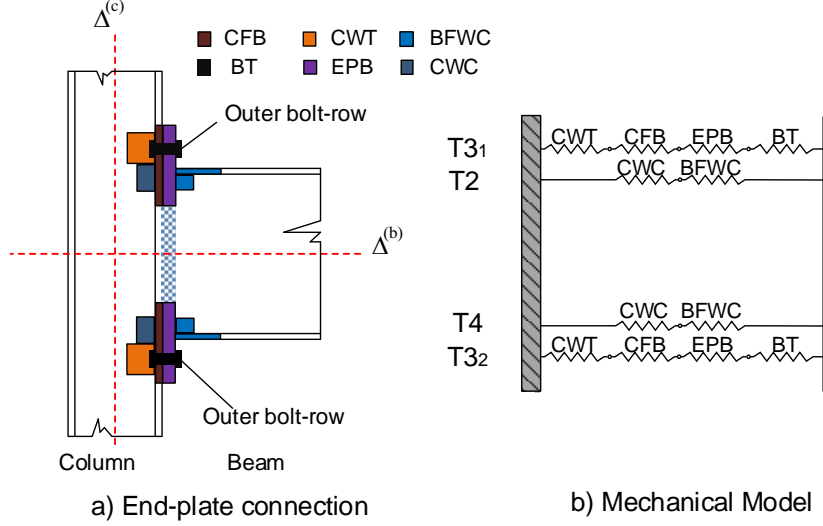 Δ(c)
CFB
CWT
BFWC
BT
EPB
CWC
Outer bolt-row
Δ(b)
Outer bolt-row
Column
Beam
a) End-plate connection
T31
CWT
CFB
EPB
BT
T2
CWC
BFWC
T4
CWC
BFWC
T32
CWT
CFB
EPB
BT
b) Mechanical Model